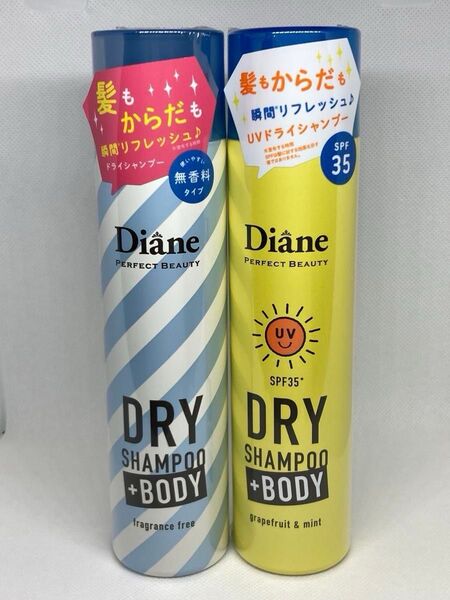 髪も
からだも
瞬間*リフレッシュ♪
ドライシャンプー
使いやすい
無香料
タイプ
Diane
PERFECT BEAUTY
DRY
SHAMPOO
+BODY
fragrance free
髪も
からだも
瞬間*リフレッシュ♪
UVドライシャンプー
SPF
35
Diane
PERFECT BEAUTY
UV
SPF35*
DRY
SHAMPOO
+BODY
grapefruit & mint